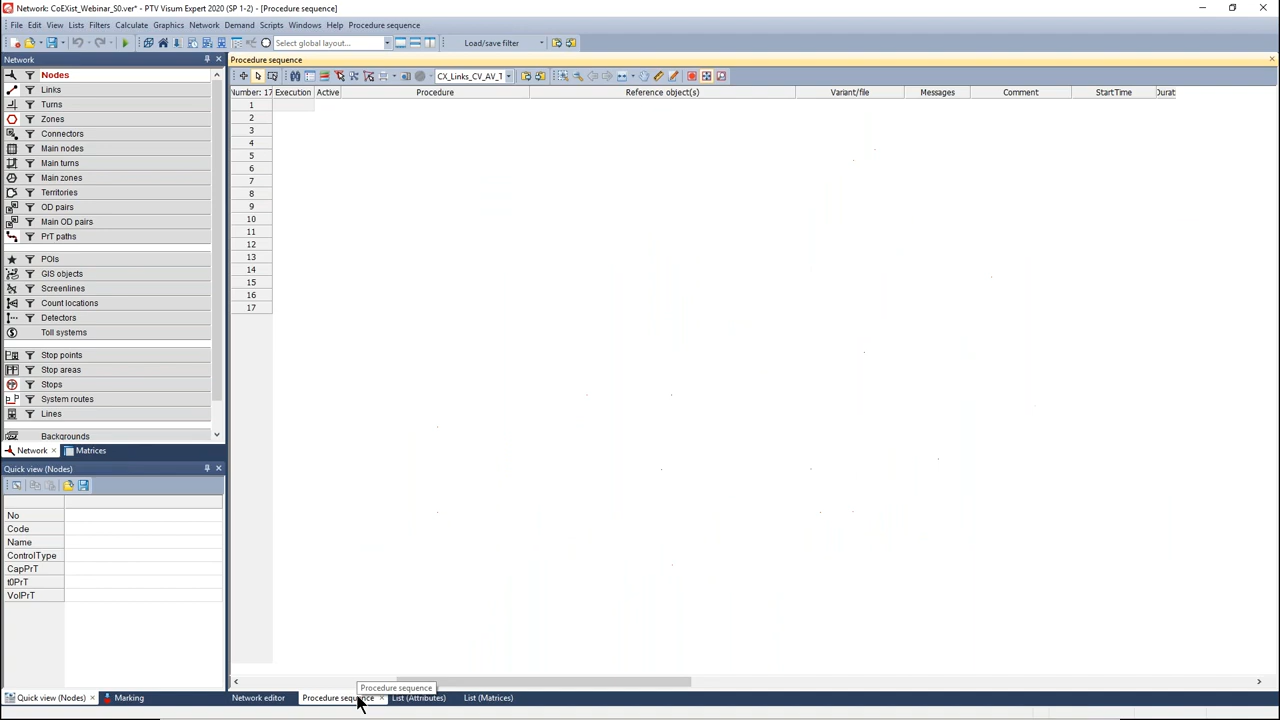 Network: CoEXist_Webinar_S0.ver* - PTV Visum Expert 2020 (SP 1-2) - [Procedure sequence]
File Edit View Lists Filters Calculate Graphics Network Demand Scripts Windows Help Procedure sequence
Select global layout... Load/save filter
Network
Procedure sequence
CX_Links_CV_AV_T
Nodes
Links
Turns
Zones
Connectors
Main nodes
Main turns
Main zones
Territories
OD pairs
Main OD pairs
PrT paths
POIs
GIS objects
Screenlines
Count locations
Detectors
Toll systems
Stop points
Stop areas
Stops
System routes
Lines
Backgrounds
Network Matrices
Quick view (Nodes)
No
Code
Name
ControlType
CapPrT
t0PrT
VolPrT
Number: 17 Execution Active Procedure Reference object(s) Variant/file Messages Comment StartTime Durat
1
2
3
4
5
6
7
8
9
10
11
12
13
14
15
16
17
Procedure sequence
Quick view (Nodes) Marking Network editor Procedure sequence List (Attributes) List (Matrices)